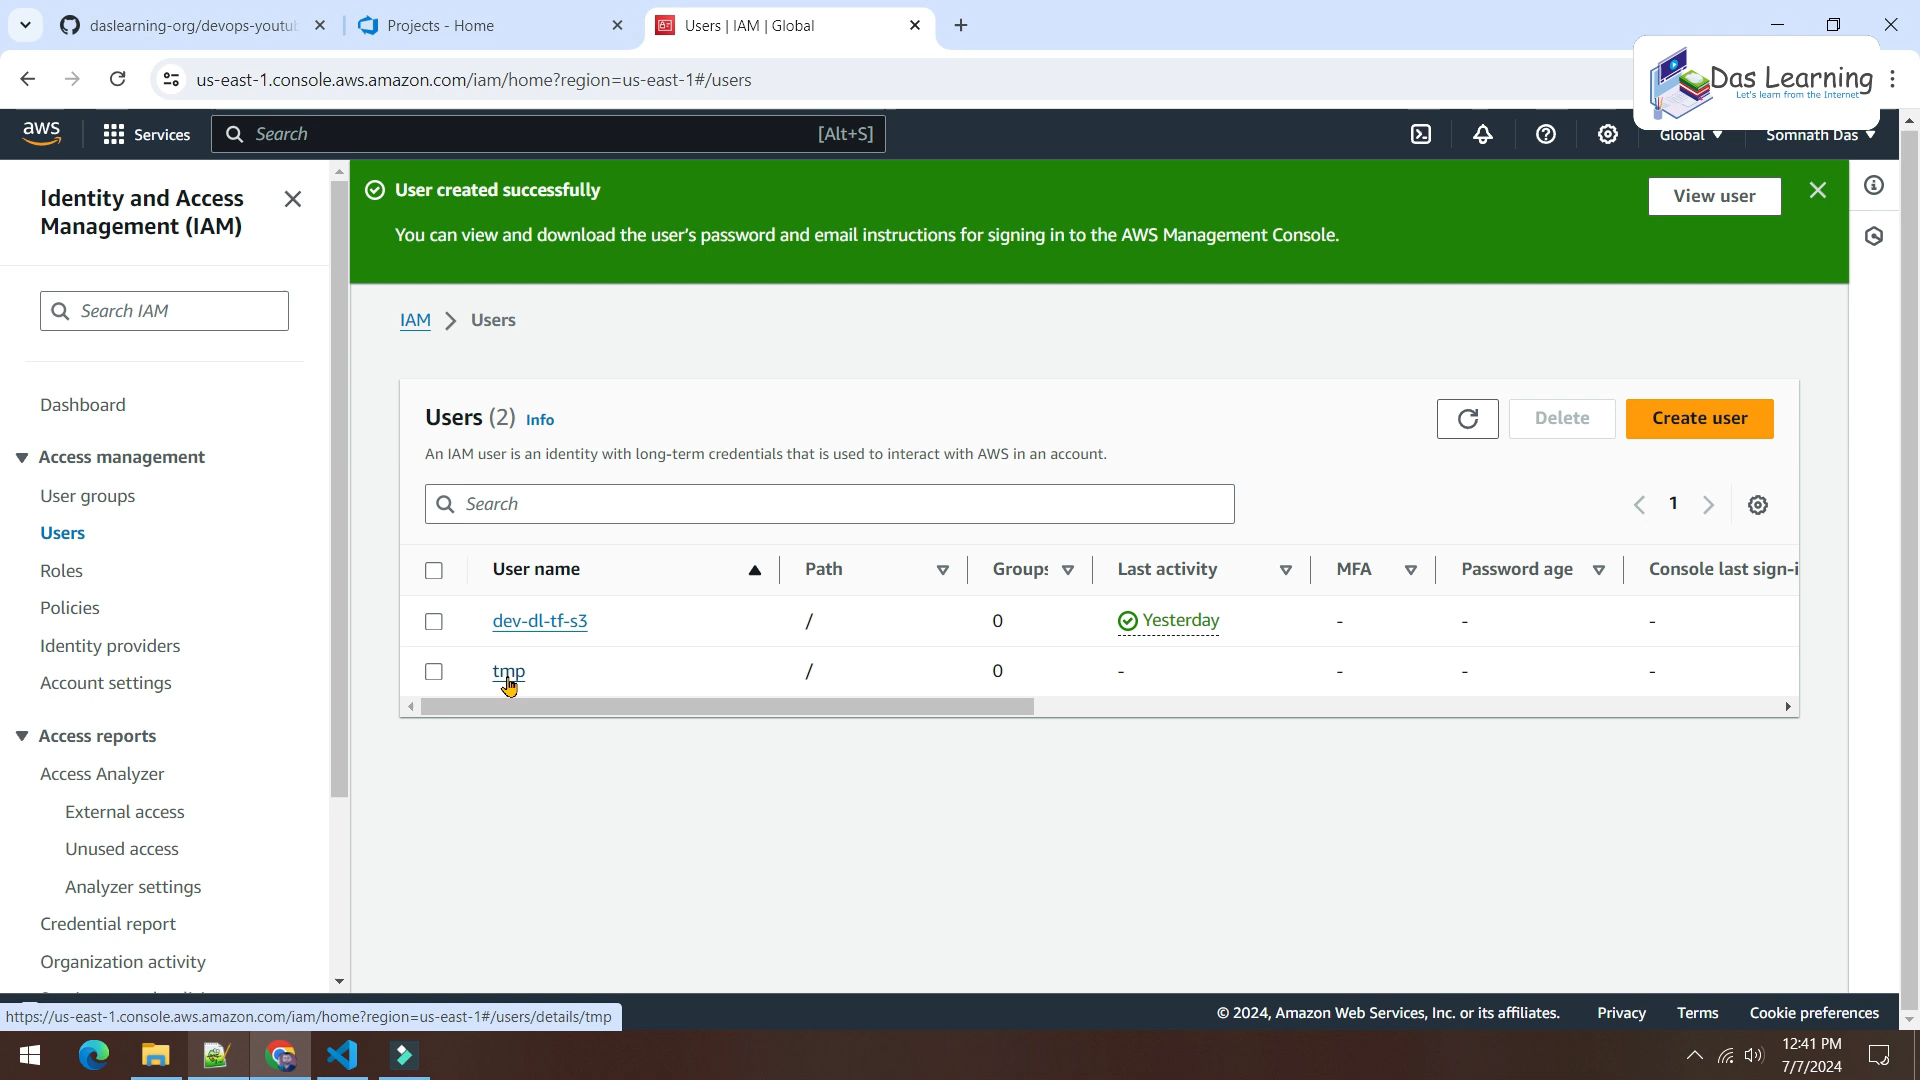 daslearning-org/devops-youtub
Projects - Home
Users | IAM | Global
us-east-1.console.aws.amazon.com/iam/home?region=us-east-1#/users
Das Learning
Let's learn from the Internet
aws
Services
Search
[Alt+S]
Global
Somnath Das
Identity and Access
Management (IAM)
Search IAM
Dashboard
Access management
User groups
Users
Roles
Policies
Identity providers
Account settings
Access reports
Access Analyzer
External access
Unused access
Analyzer settings
Credential report
Organization activity
User created successfully
You can view and download the user's password and email instructions for signing in to the AWS Management Console.
View user
IAM > Users
Users (2) Info
Delete
Create user
An IAM user is an identity with long-term credentials that is used to interact with AWS in an account.
Search
1
User name Path Groups Last activity MFA Password age Console last sign-i
dev-dl-tf-s3 / 0 Yesterday - - -
tmp / 0 - - - -
https://us-east-1.console.aws.amazon.com/iam/home?region=us-east-1#/users/details/tmp
© 2024, Amazon Web Services, Inc. or its affiliates.
Privacy
Terms
Cookie preferences
12:41 PM
7/7/2024